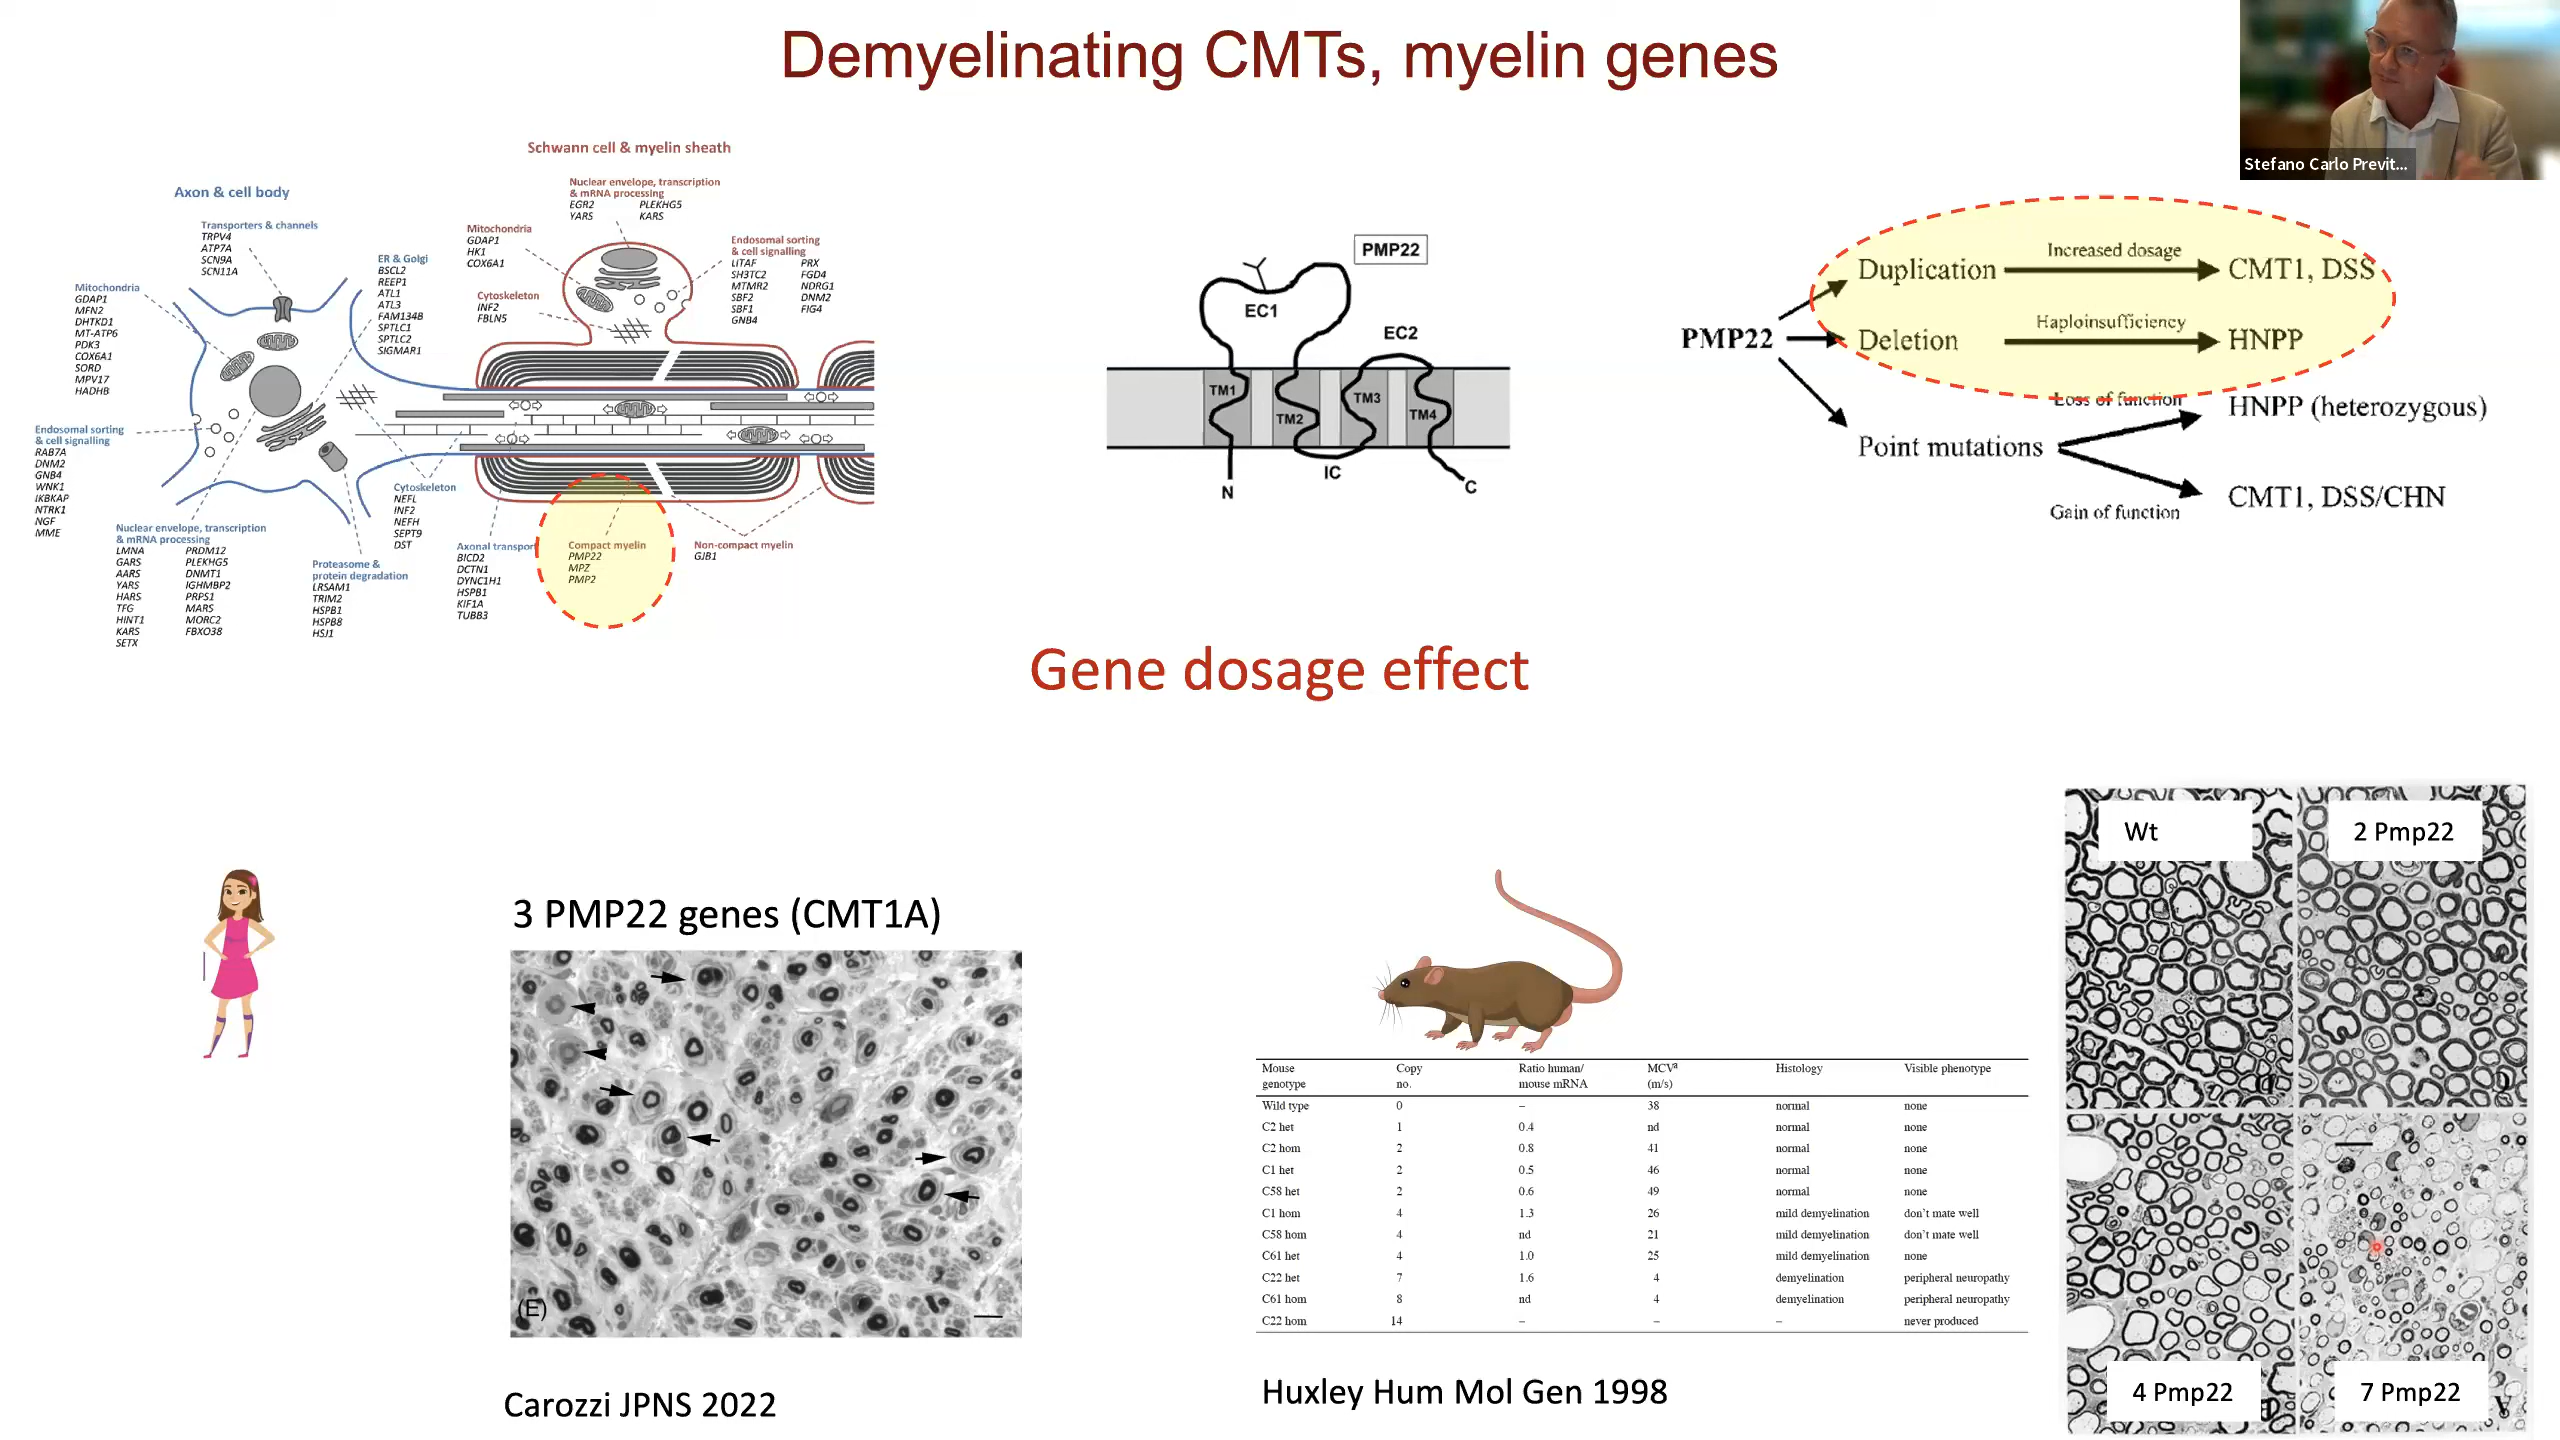 Demyelinating CMTs, myelin genes
Stefano Carlo Previt...
Schwann cell & myelin sheath
Axon & cell body
Nuclear envelope, transcription
& mRNA processing
EGR2 PLEKHG5
YARS KARS
Transporters & channels
TRPV4
ATP7A
SCN9A
SCN11A
Mitochondria
GDAP1
HK1
COX6A1
Endosomal sorting
& cell signalling
LITAF PRX
SH3TC2 FGD4
MTMR2 NDRG1
SBF2 DNM2
SBF1 FIG4
GNB4
ER & Golgi
BSCL2
REEP1
ATL1
ATL3
FAM134B
SPTLC1
SPTLC2
SIGMAR1
Cytoskeleton
INF2
FBLN5
Mitochondria
GDAP1
MFN2
DHTKD1
MT-ATP6
PDK3
COX6A1
SORD
MPV17
HADHB
Endosomal sorting
& cell signalling
RAB7A
DNM2
GNB4
WNK1
IKBKAP
NTRK1
NGF
MME
Nuclear envelope, transcription
& mRNA processing
LMNA PRDM12
GARS PLEKHG5
AARS DNMT1
YARS IGHMBP2
HARS PRPS1
TFG MARS
HINT1 MORC2
KARS FBXO38
SETX
Proteasome &
protein degradation
LRSAM1
TRIM2
HSPB1
HSPB8
HSJ1
Cytoskeleton
NEFL
INF2
NEFH
SEPT9
DST
Axonal transport
BICD2
DCTN1
DYNC1H1
HSPB1
KIF1A
TUBB3
Compact myelin
PMP22
MPZ
PMP2
Non-compact myelin
GJB1
PMP22
EC1
EC2
TM1
TM2
TM3
TM4
IC
N
C
PMP22
Duplication
Increased dosage
CMT1, DSS
Deletion
Haploinsufficiency
HNPP
Point mutations
Loss of function
HNPP (heterozygous)
Gain of function
CMT1, DSS/CHN
Gene dosage effect
3 PMP22 genes (CMT1A)
(E)
Carozzi JPNS 2022
Mouse genotype Copy no. Ratio human/ mouse mRNA MCVa (m/s) Histology Visible phenotype
Wild type 0 – 38 normal none
C2 het 1 0.4 nd normal none
C2 hom 2 0.8 41 normal none
C1 het 2 0.5 46 normal none
C58 het 2 0.6 49 normal none
C1 hom 4 1.3 26 mild demyelination don't mate well
C58 hom 4 nd 21 mild demyelination don't mate well
C61 het 4 1.0 25 mild demyelination none
C22 het 7 1.6 4 demyelination peripheral neuropathy
C61 hom 8 nd 4 demyelination peripheral neuropathy
C22 hom 14 – – – never produced
Huxley Hum Mol Gen 1998
Wt
2 Pmp22
4 Pmp22
7 Pmp22